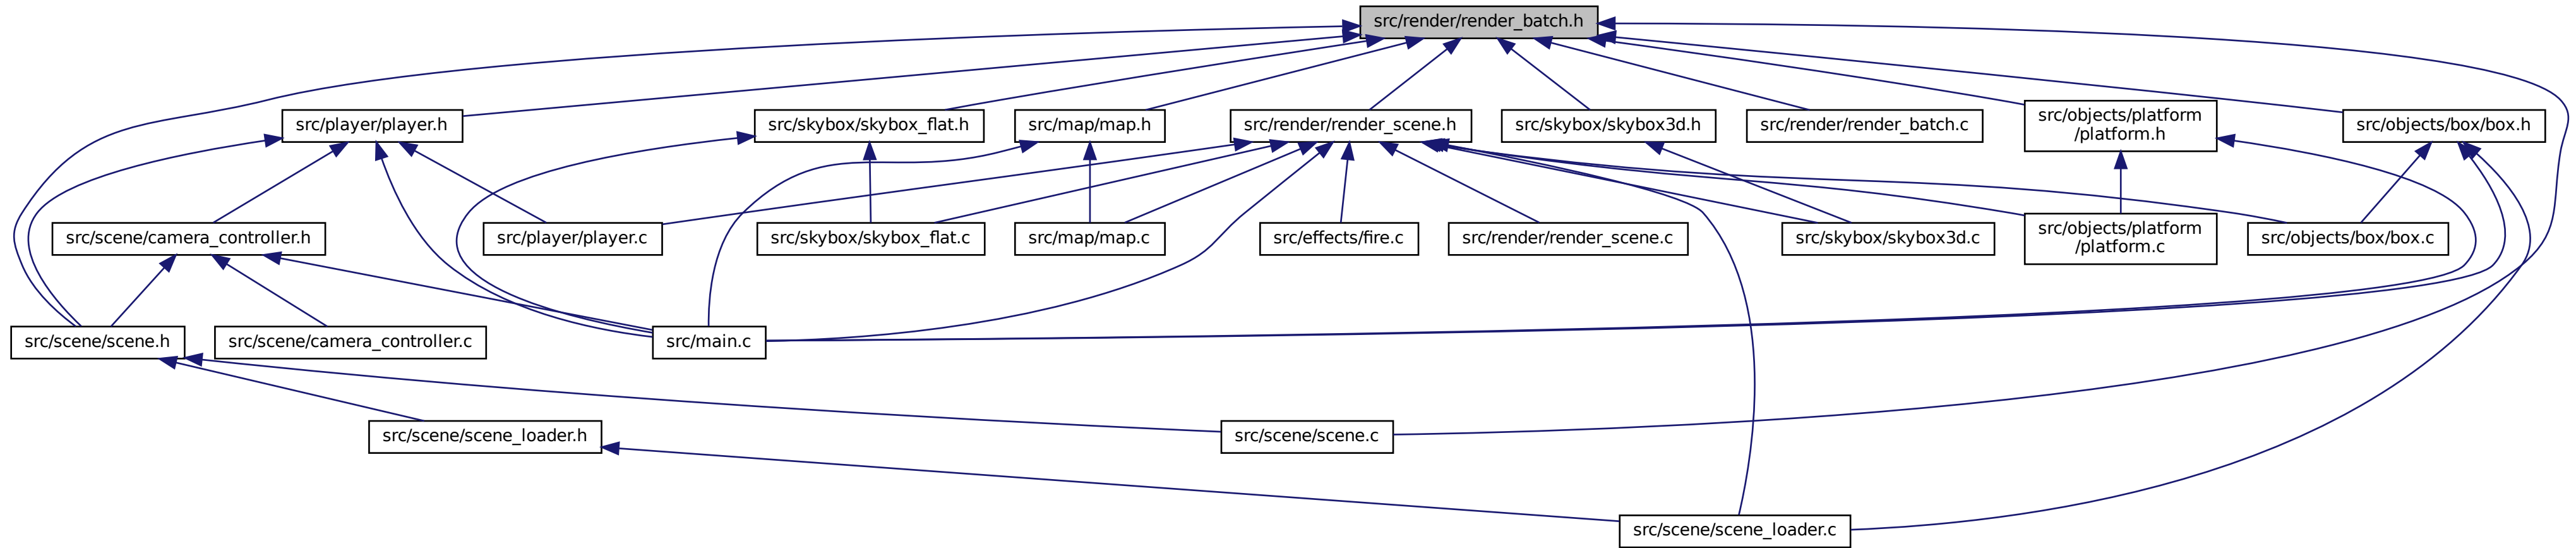 src/render/render_batch.h
src/player/player.h
src/skybox/skybox_flat.h
src/map/map.h
src/render/render_scene.h
src/skybox/skybox3d.h
src/render/render_batch.c
src/objects/platform
/platform.h
src/objects/box/box.h
src/scene/camera_controller.h
src/player/player.c
src/skybox/skybox_flat.c
src/map/map.c
src/effects/fire.c
src/render/render_scene.c
src/skybox/skybox3d.c
src/objects/platform
/platform.c
src/objects/box/box.c
src/scene/scene.h
src/scene/camera_controller.c
src/main.c
src/scene/scene_loader.h
src/scene/scene.c
src/scene/scene_loader.c